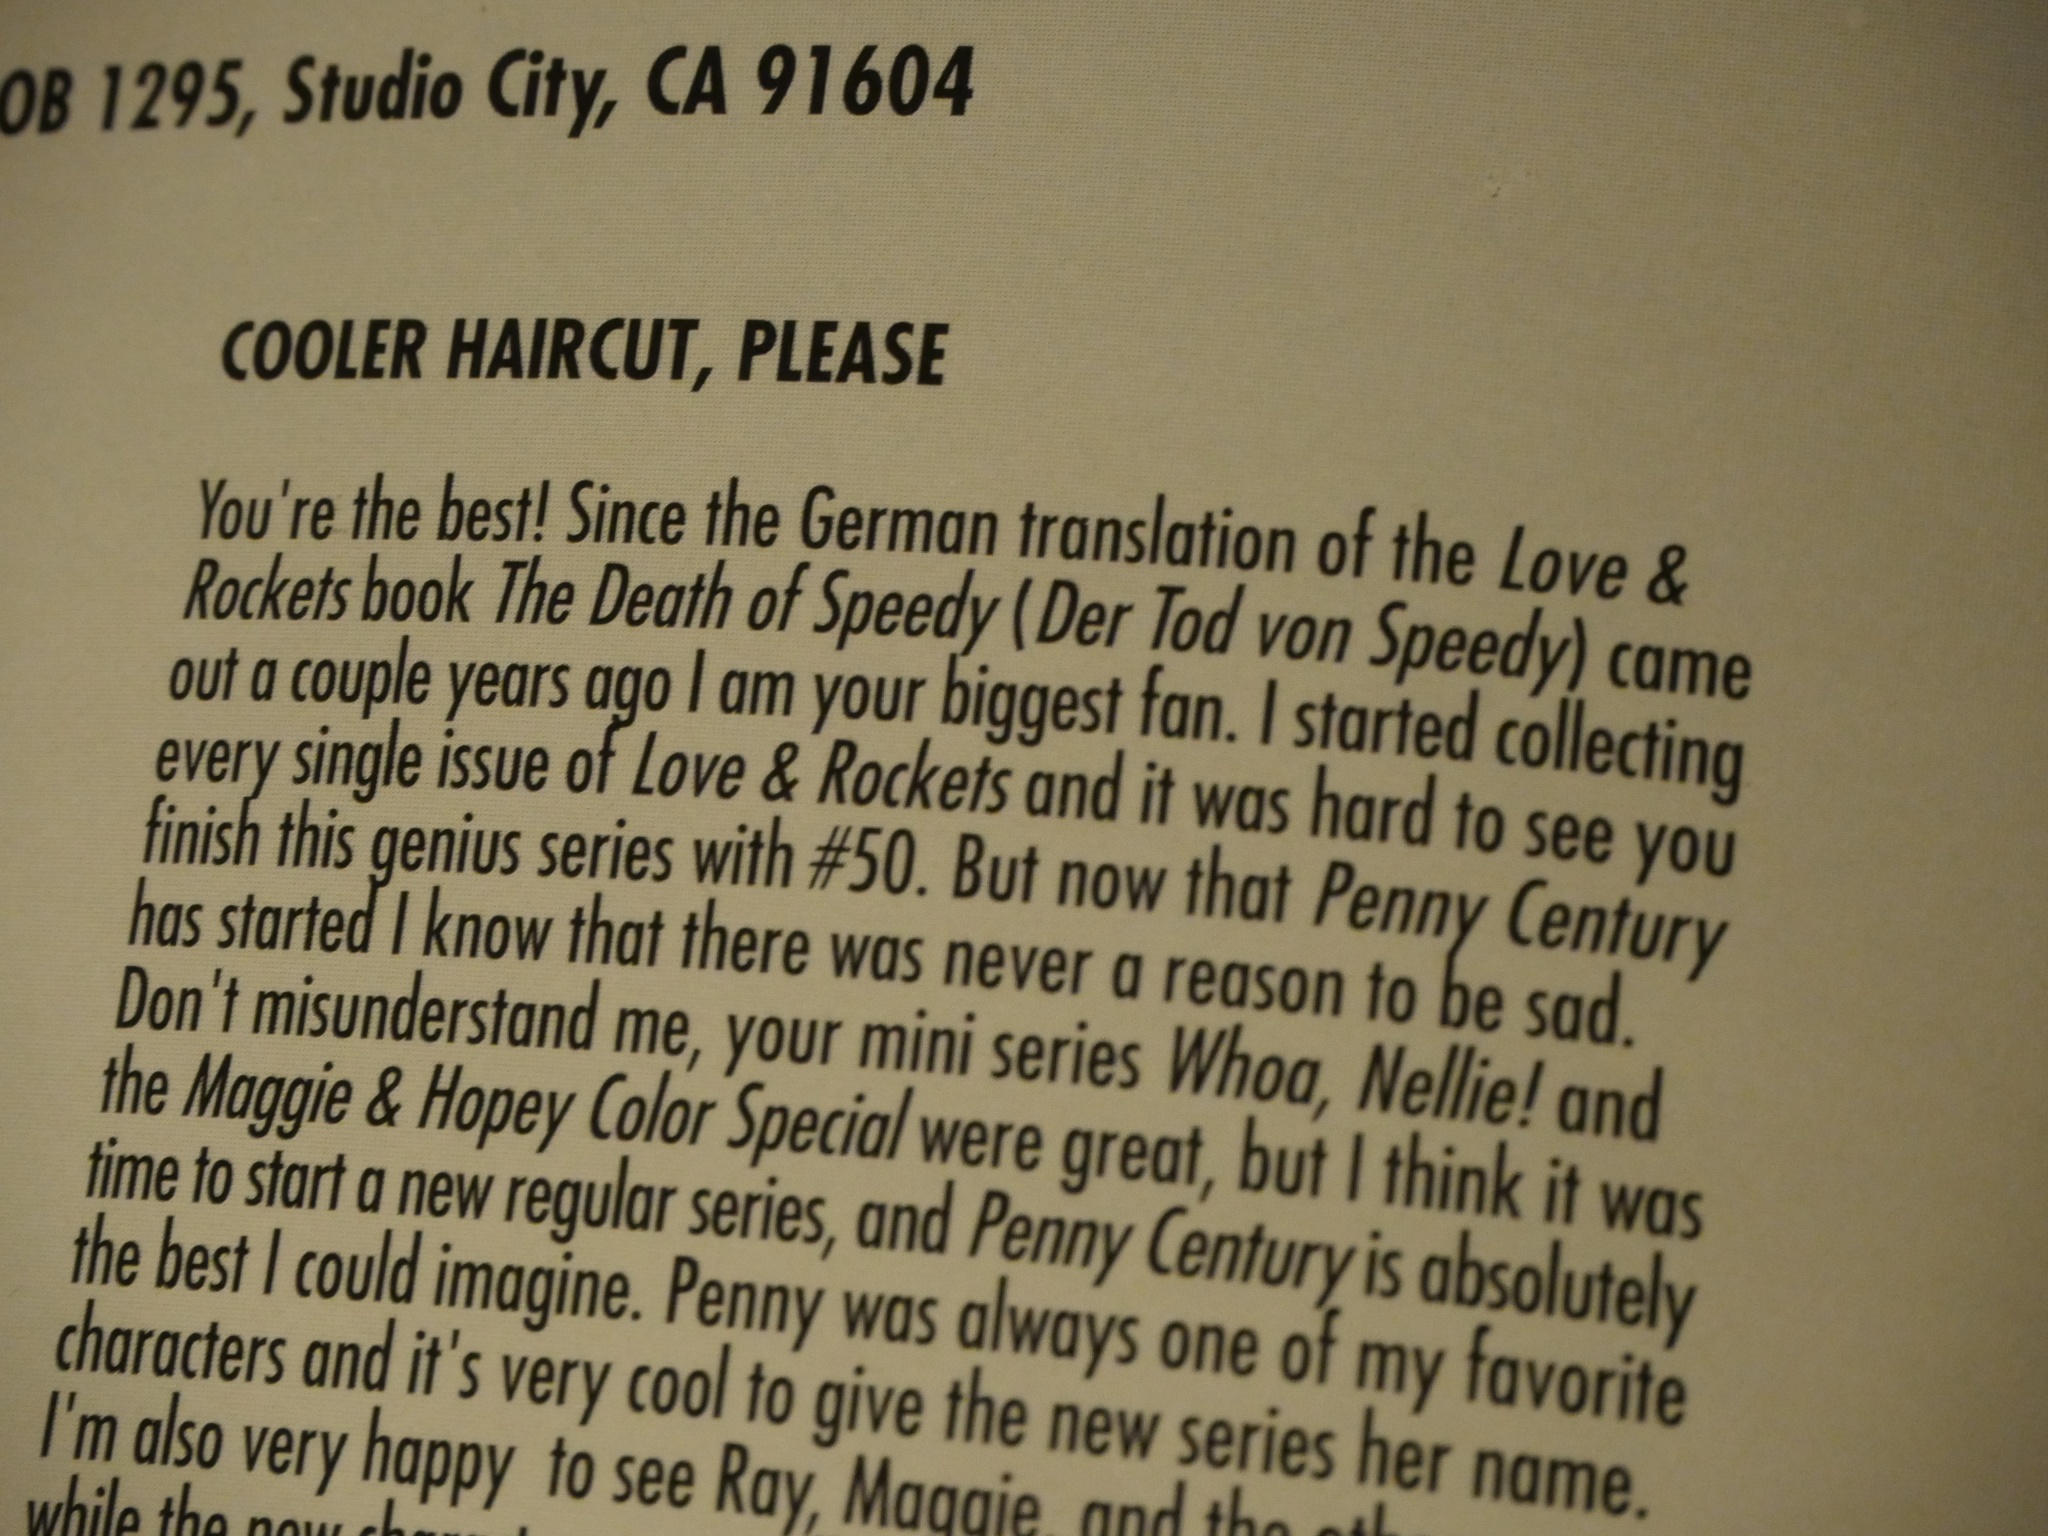 OB 1295, Studio City, CA 91604
COOLER HAIRCUT, PLEASE
You're the best! Since the German translation of the Love &
Rockets book The Death of Speedy (Der Tod von Speedy) came
out a couple years ago I am your biggest fan. I started collecting
every single issue of Love & Rockets and it was hard to see you
finish this genius series with #50. But now that Penny Century
has started I know that there was never a reason to be sad.
Don't misunderstand me, your mini series Whoa, Nellie! and
the Maggie & Hopey Color Special were great, but I think it was
time to start a new regular series, and Penny Century is absolutely
the best I could imagine. Penny was always one of my favorite
characters and it's very cool to give the new series her name.
I'm also very happy to see Ray, Maggie, and the
while the new